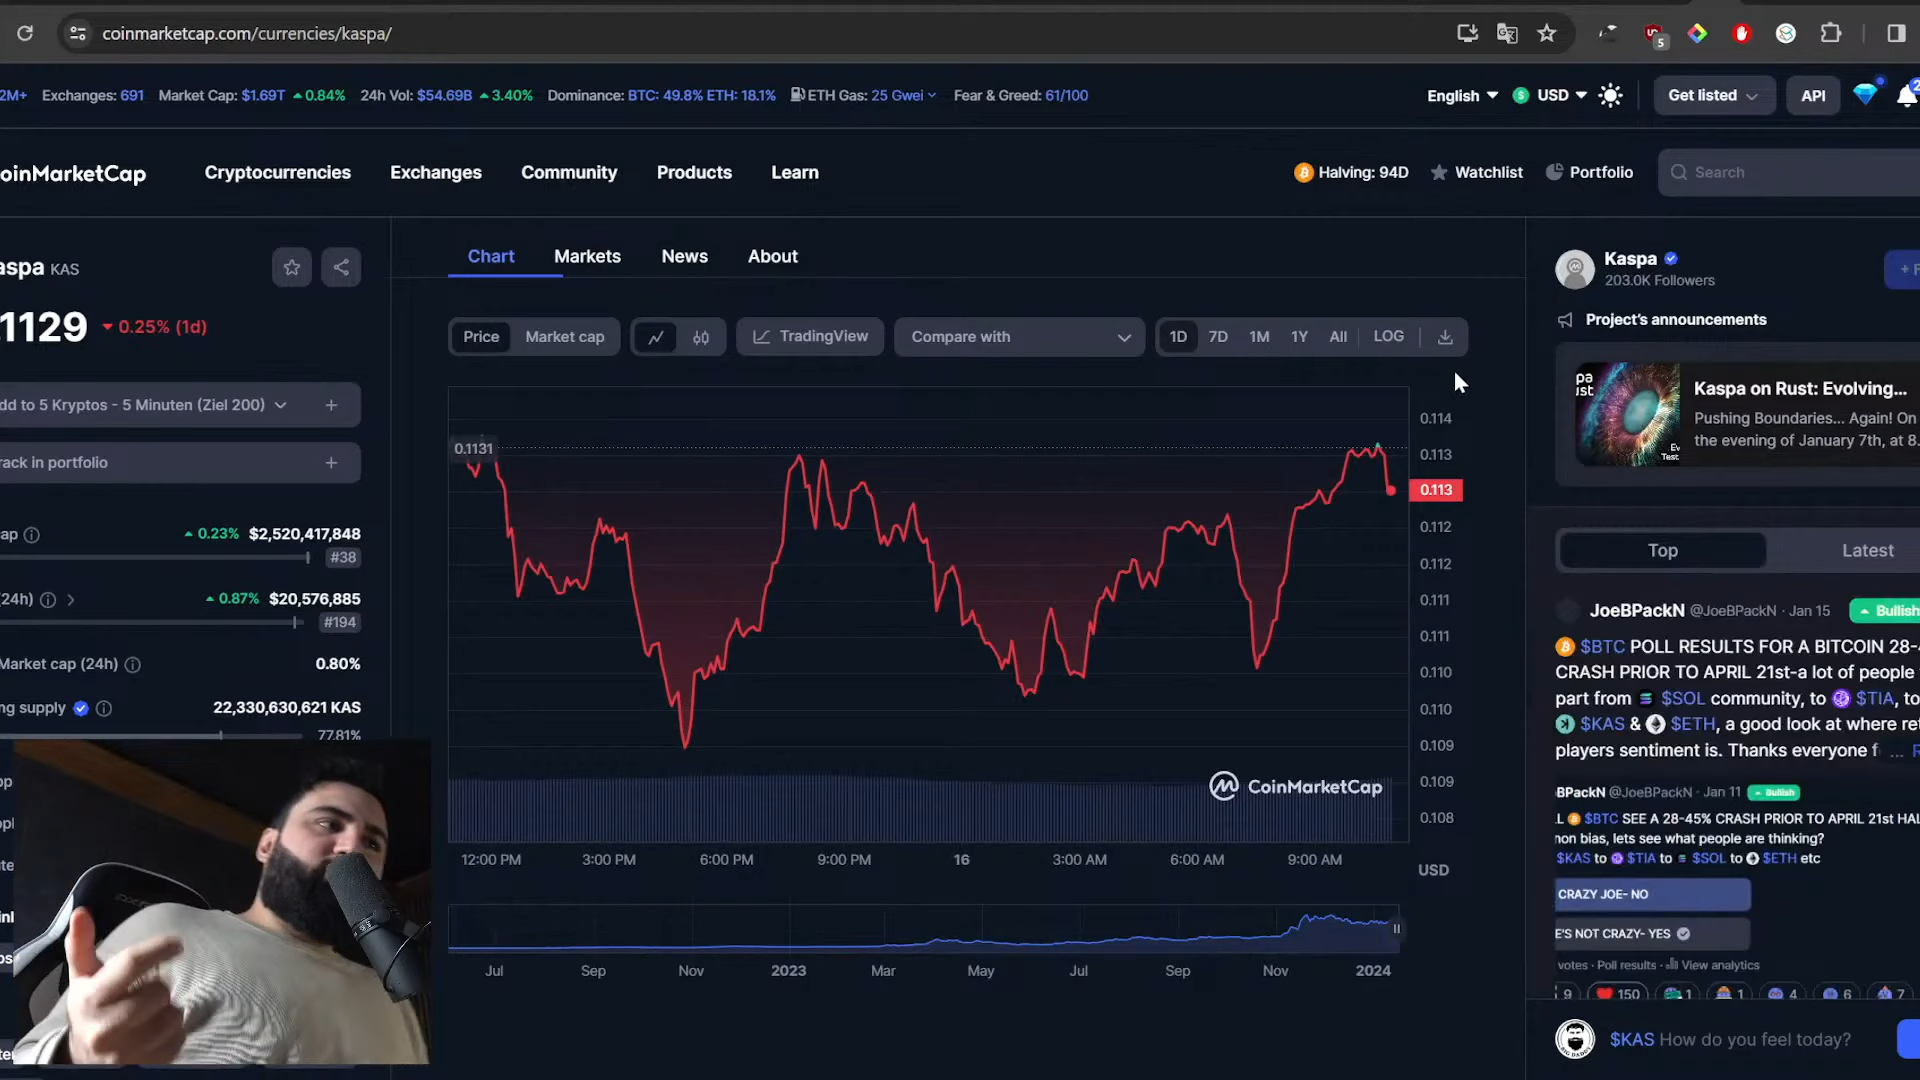 coinmarketcap.com/currencies/kaspa/
5
2M+ Exchanges: 691 Market Cap: $1.69T 0.84% 24h Vol: $54.69B 3.40% Dominance: BTC: 49.8% ETH: 18.1% ETH Gas: 25 Gwei Fear & Greed: 61/100
English USD Get listed API 2
oinMarketCap Cryptocurrencies Exchanges Community Products Learn
Halving: 94D Watchlist Portfolio Search
aspa KAS
1129 0.25% (1d)
dd to 5 Kryptos - 5 Minuten (Ziel 200) +
rack in portfolio +
ap 0.23% $2,520,417,848
#38
(24h) 0.87% $20,576,885
#194
Market cap (24h) 0.80%
ng supply 22,330,630,621 KAS
77.81%
Chart Markets News About
Price Market cap TradingView Compare with 1D 7D 1M 1Y All LOG
0.1131
0.114
0.113
0.113
0.112
0.112
0.111
0.111
0.110
0.110
0.109
0.109
0.108
CoinMarketCap
12:00 PM 3:00 PM 6:00 PM 9:00 PM 16 3:00 AM 6:00 AM 9:00 AM USD
Jul Sep Nov 2023 Mar May Jul Sep Nov 2024
Kaspa
203.0K Followers
+ F
Project's announcements
Kaspa on Rust: Evolving...
Pushing Boundaries... Again! On
the evening of January 7th, at 8.
Top Latest
JoeBPackN @JoeBPackN · Jan 15 Bullish
$BTC POLL RESULTS FOR A BITCOIN 28-
CRASH PRIOR TO APRIL 21st-a lot of people
part from $SOL community, to $TIA, to
$KAS & $ETH, a good look at where ret
players sentiment is. Thanks everyone f ...
BPackN @JoeBPackN · Jan 11 Bullish
L $BTC SEE A 28-45% CRASH PRIOR TO APRIL 21st HAL
non bias, lets see what people are thinking?
$KAS to $TIA to $SOL to $ETH etc
CRAZY JOE- NO
E'S NOT CRAZY- YES
votes · Poll results · View analytics
9 150 1 1 4 6 7
$KAS How do you feel today?